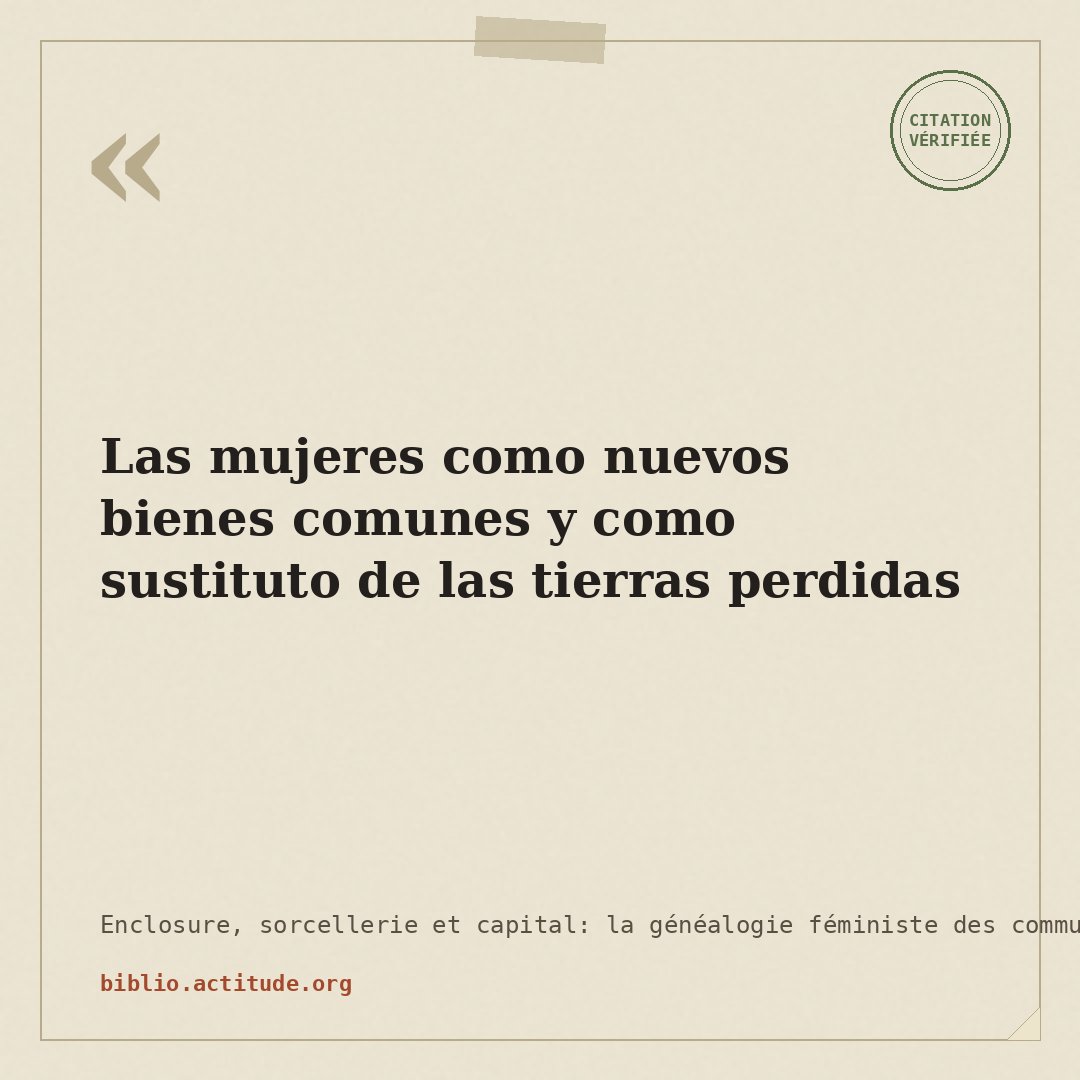 «
CITATION
VÉRIFIÉE
Las mujeres como nuevos
bienes comunes y como
sustituto de las tierras perdidas
Enclosure, sorcellerie et capital: la généalogie féministe des commu
biblio.actitude.org